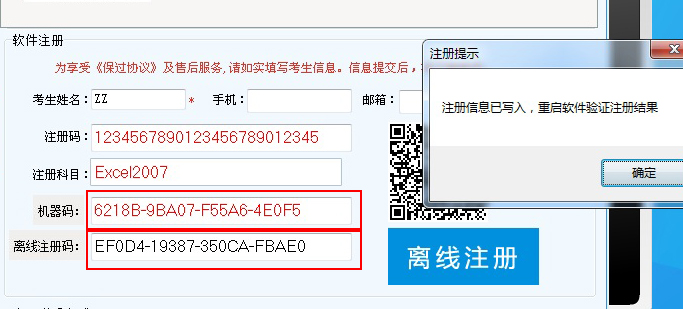 软件注册
为享受《保过协议》及售后服务,请如实填写考生信息。信息提交后,
考生姓名: ZZ * 手机: 邮箱:
注册码: 1234567890123456789012345
注册科目: Excel2007
机器码: 6218B-9BA07-F55A6-4E0F5
离线注册码: EF0D4-19387-350CA-FBAE0
离线注册
注册提示
注册信息已写入，重启软件验证注册结果
确定